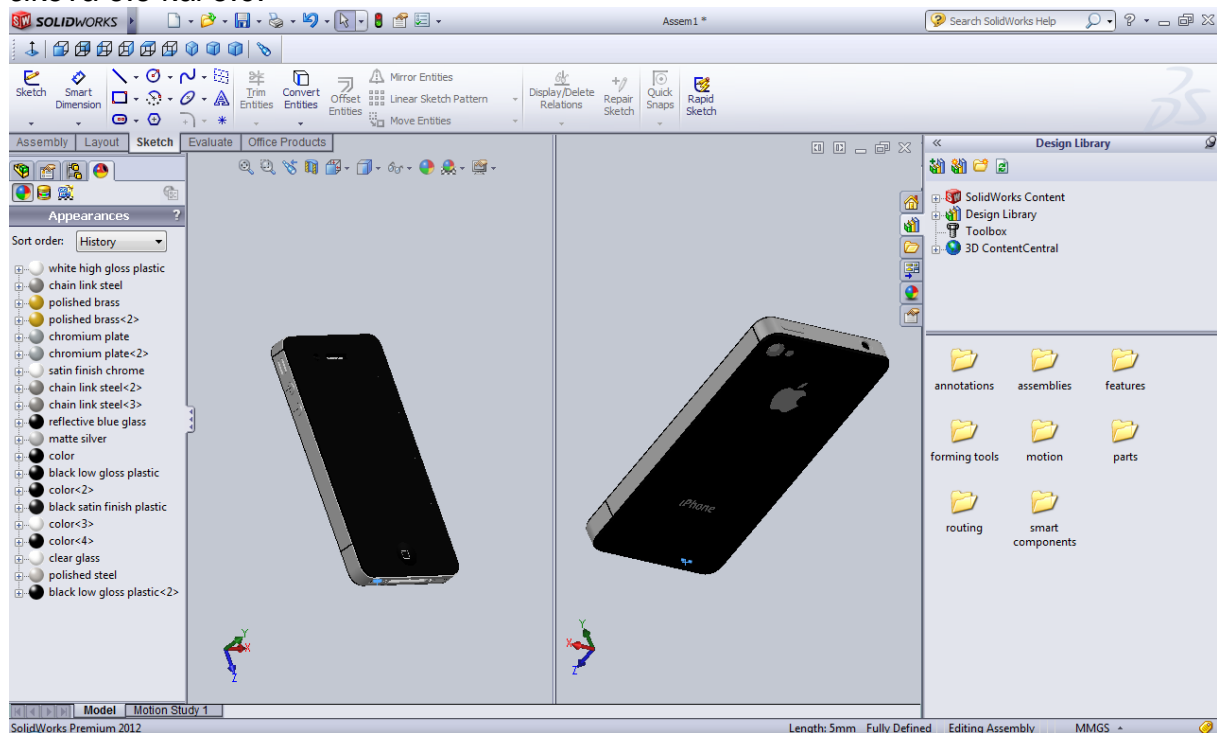 SOLIDWORKS
Assem1 *
Search SolidWorks Help
Sketch
Smart Dimension
Trim Entities
Convert Entities
Offset Entities
Mirror Entities
Linear Sketch Pattern
Move Entities
Display/Delete Relations
Repair Sketch
Quick Snaps
Rapid Sketch
Assembly Layout Sketch Evaluate Office Products
Appearances ?
Sort order: History
white high gloss plastic
chain link steel
polished brass
polished brass<2>
chromium plate
chromium plate<2>
satin finish chrome
chain link steel<2>
chain link steel<3>
reflective blue glass
matte silver
color
black low gloss plastic
color<2>
black satin finish plastic
color<3>
color<4>
clear glass
polished steel
black low gloss plastic<2>
iPhone
Y
X
Z
Y
X
Z
Design Library
SolidWorks Content
Design Library
Toolbox
3D ContentCentral
annotations
assemblies
features
forming tools
motion
parts
routing
smart components
Model Motion Study 1
SolidWorks Premium 2012
Length: 5mm Fully Defined Editing Assembly MMGS